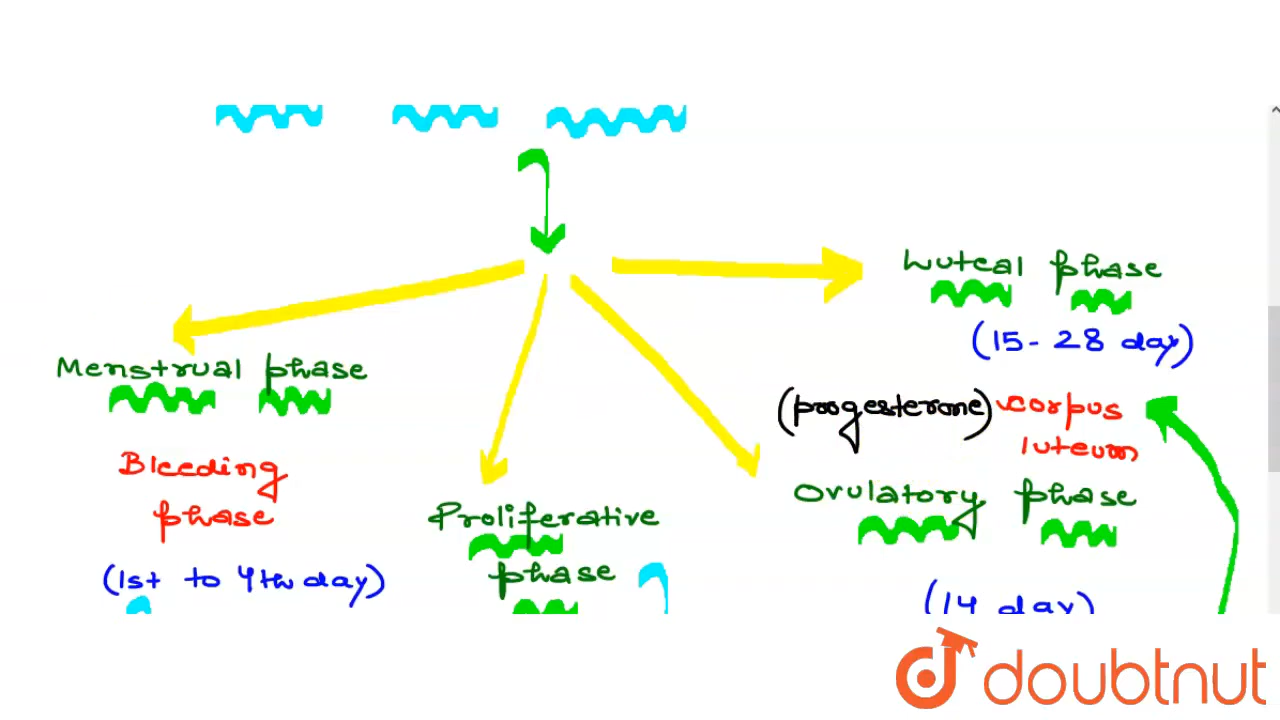 Luteal phase
(15-28 day)
(progesterone) corpus
luteum
Menstrual phase
Bleeding
phase
(1st to 4th day)
Proliferative
phase
Ovulatory phase
(14 day)
doubtnut